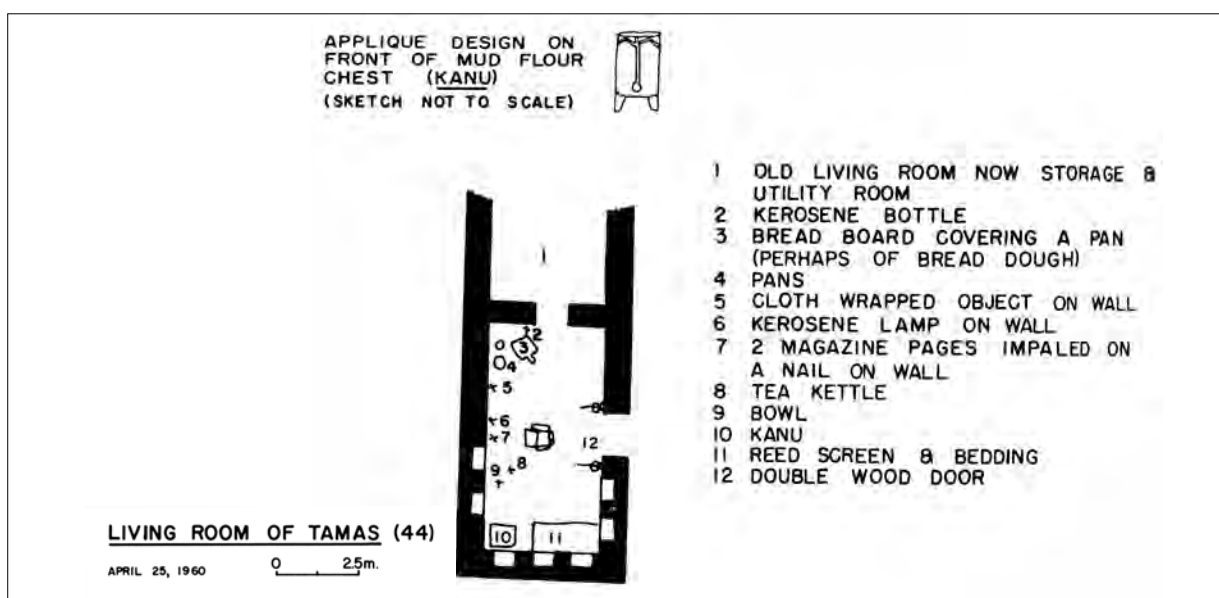 APPLIQUE DESIGN ON
FRONT OF MUD FLOUR
CHEST (KANU)
(SKETCH NOT TO SCALE)
1 OLD LIVING ROOM NOW STORAGE &
UTILITY ROOM
2 KEROSENE BOTTLE
3 BREAD BOARD COVERING A PAN
(PERHAPS OF BREAD DOUGH)
4 PANS
5 CLOTH WRAPPED OBJECT ON WALL
6 KEROSENE LAMP ON WALL
7 2 MAGAZINE PAGES IMPALED ON
A NAIL ON WALL
8 TEA KETTLE
9 BOWL
10 KANU
11 REED SCREEN & BEDDING
12 DOUBLE WOOD DOOR
1
2
3
4
5
6
7
12
9
8
10
11
LIVING ROOM OF TAMAS (44)
APRIL 25, 1960
0 2.5m.